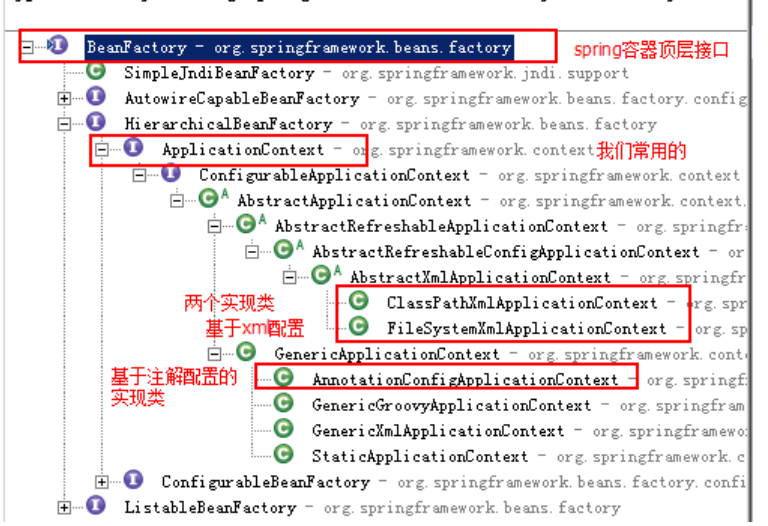 BeanFactory - org.springframework.beans.factory spring容器顶层接口
SimpleJndiBeanFactory - org.springframework.jndi.support
AutowireCapableBeanFactory - org.springframework.beans.factory.config
HierarchicalBeanFactory - org.springframework.beans.factory
ApplicationContext - org.springframework.context 我们常用的
ConfigurableApplicationContext - org.springframework.context
AbstractApplicationContext - org.springframework.context.
AbstractRefreshableApplicationContext - org.springfr
AbstractRefreshableConfigApplicationContext - or
AbstractXmlApplicationContext - org.springfr
两个实现类 ClassPathXmlApplicationContext - org.spr
基于xml配置 FileSystemXmlApplicationContext - org.sp
GenericApplicationContext - org.springframework.cont
基于注解配置的 AnnotationConfigApplicationContext - org.springf
实现类 GenericGroovyApplicationContext - org.springfram
GenericXmlApplicationContext - org.springframewo
StaticApplicationContext - org.springframework.c
ConfigurableBeanFactory - org.springframework.beans.factory.confi
ListableBeanFactory - org.springframework.beans.factory